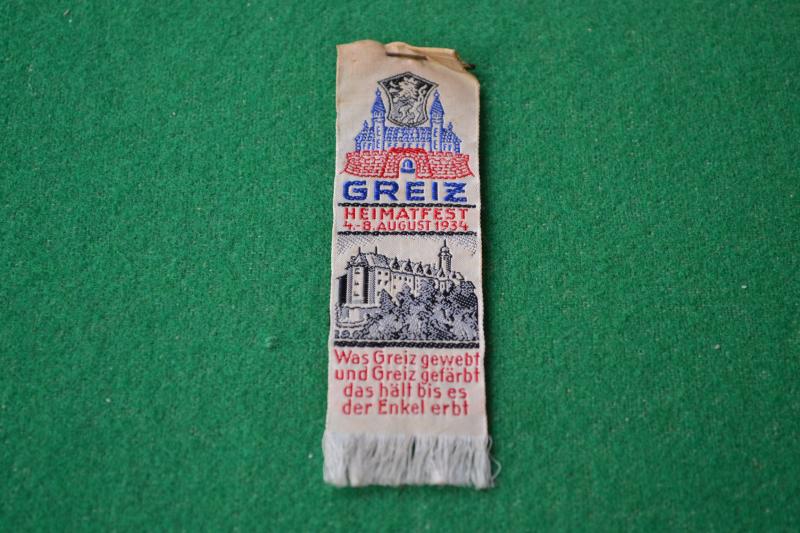 GREIZ
HEIMATFEST
4.-8. AUGUST 1934
Was Greiz gewebt
und Greiz gefärbt
das hält bis es
der Enkel erbt